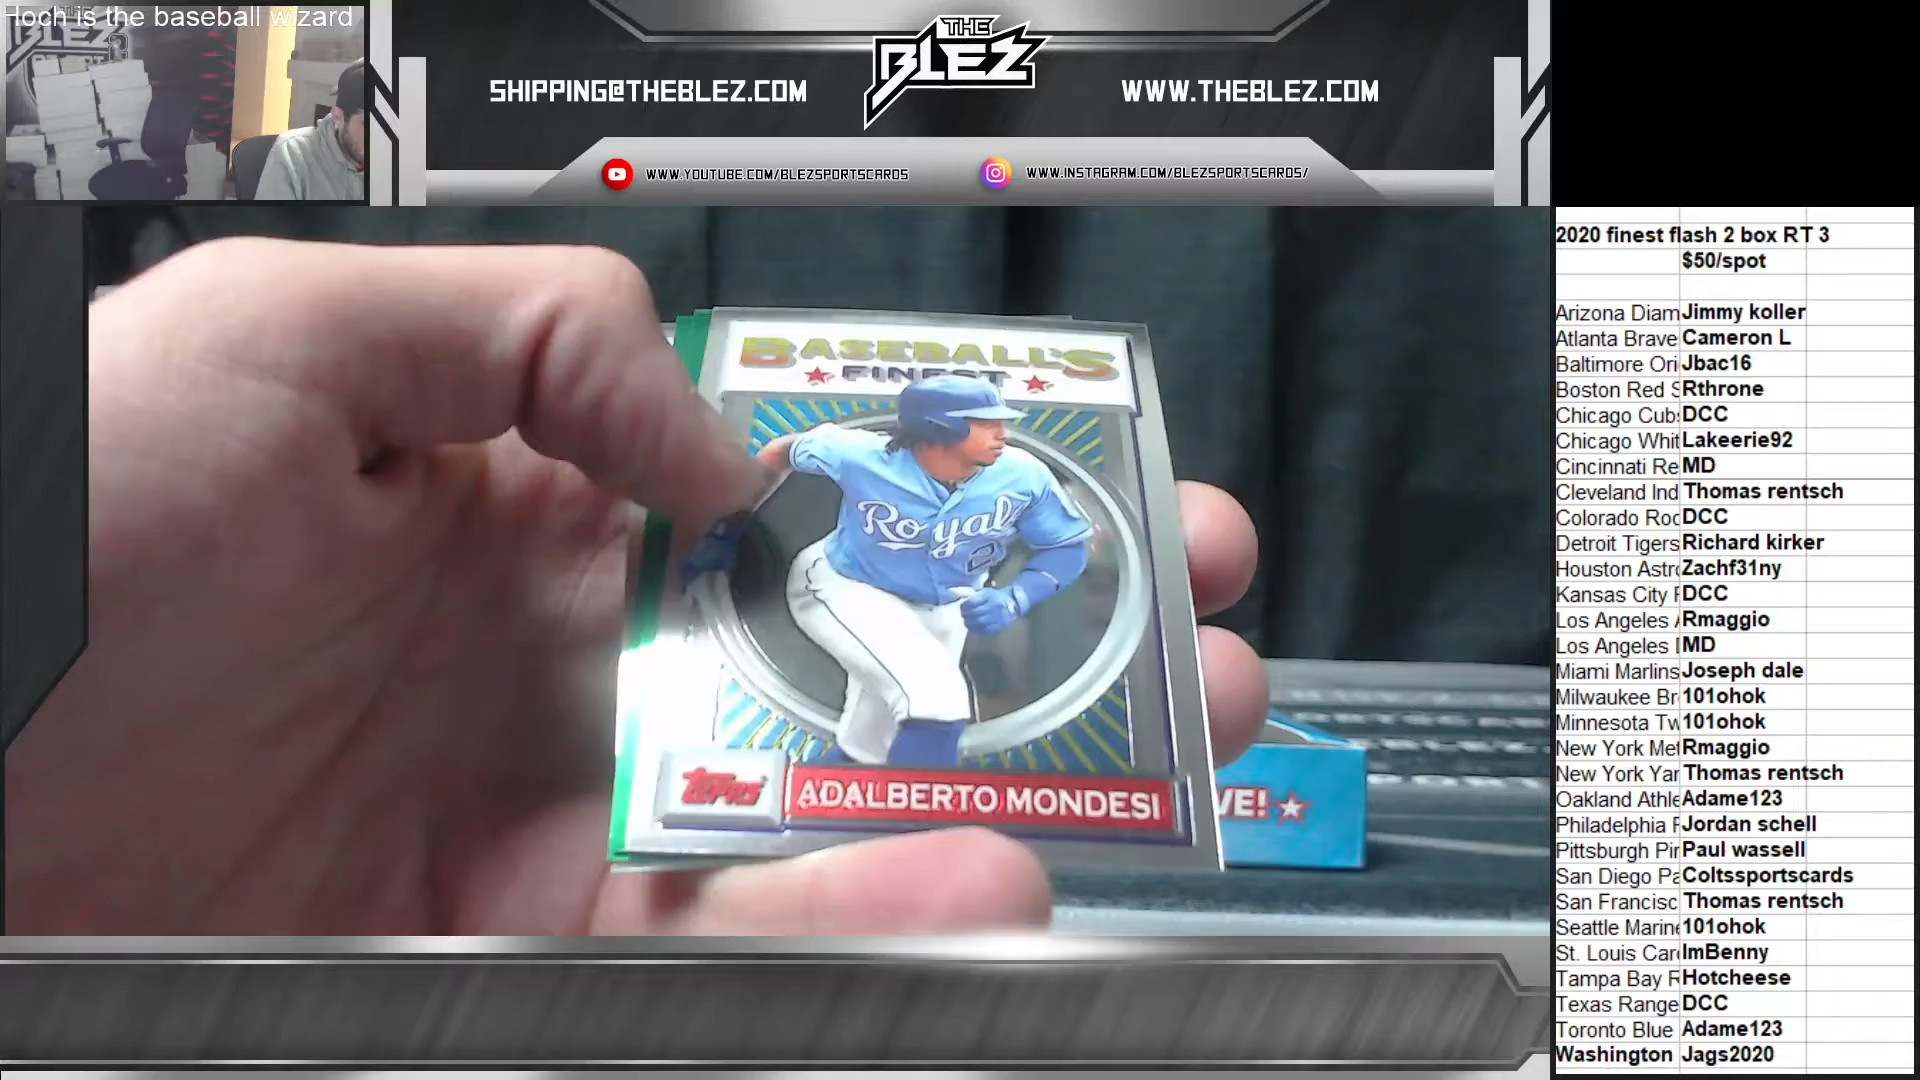 Hoch is the baseball wizard
THE
BLEZ
SHIPPING@THEBLEZ.COM
WWW.THEBLEZ.COM
WWW.YOUTUBE.COM/BLEZSPORTSCARDS
WWW.INSTAGRAM.COM/BLEZSPORTSCARDS/
BASEBALL'S
FINEST
Royals
2
TOPPS
ADALBERTO MONDESI
VE!
2020 finest flash 2 box RT 3
$50/spot
Arizona Diam Jimmy koller
Atlanta Brave Cameron L
Baltimore Ori Jbac16
Boston Red S Rthrone
Chicago Cubs DCC
Chicago Whit Lakeerie92
Cincinnati Re MD
Cleveland Ind Thomas rentsch
Colorado Roc DCC
Detroit Tigers Richard kirker
Houston Astro Zachf31ny
Kansas City R DCC
Los Angeles A Rmaggio
Los Angeles D MD
Miami Marlins Joseph dale
Milwaukee Br 101ohok
Minnesota Tw 101ohok
New York Met Rmaggio
New York Yan Thomas rentsch
Oakland Athle Adame123
Philadelphia P Jordan schell
Pittsburgh Pir Paul wassell
San Diego Pa Coltssportscards
San Francisc Thomas rentsch
Seattle Marine 101ohok
St. Louis Car ImBenny
Tampa Bay R Hotcheese
Texas Range DCC
Toronto Blue Adame123
Washington Jags2020